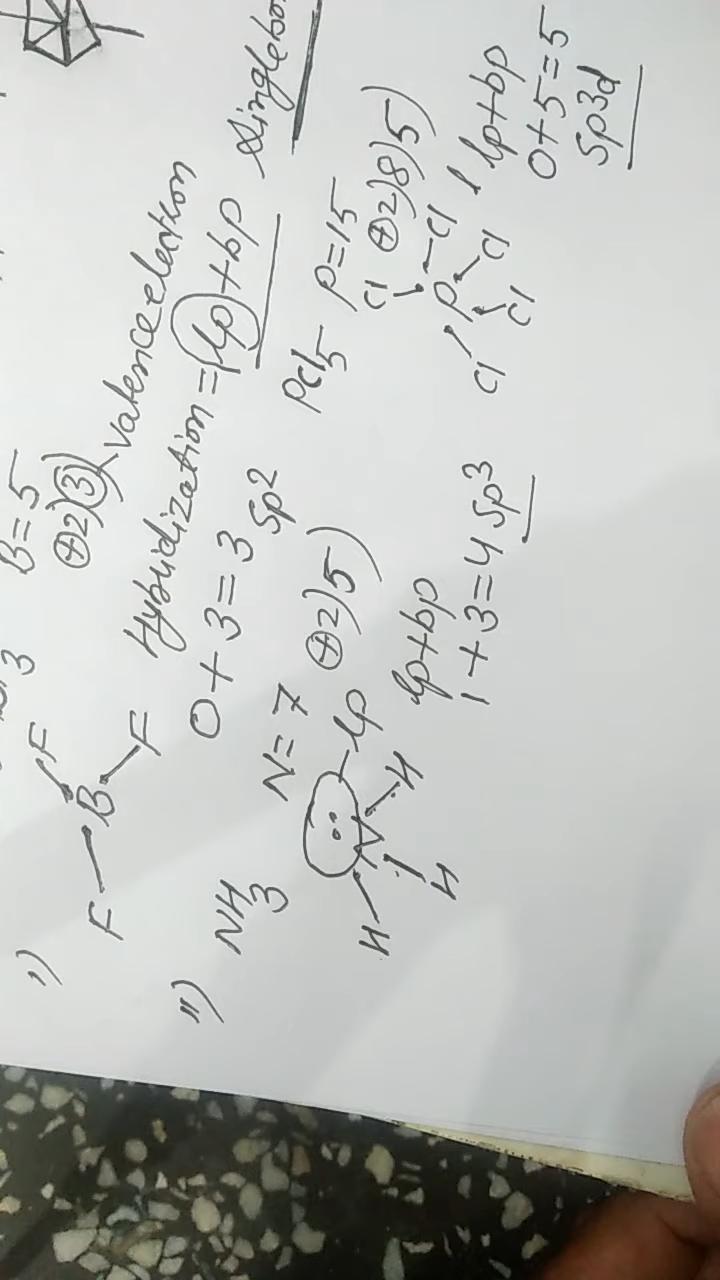 B=5
⊕2)3) valence electron
1) F B F F
Hybridization = lp + bp
0+3=3
Sp2
11) NH3 N=7 ⊕2)5)
lp
N
H H H
lp+bp
1+3=4 Sp3
PCl5 P=15 ⊕2)8)5)
Cl
P Cl
Cl Cl Cl
lp+bp
0+5=5
Sp3d